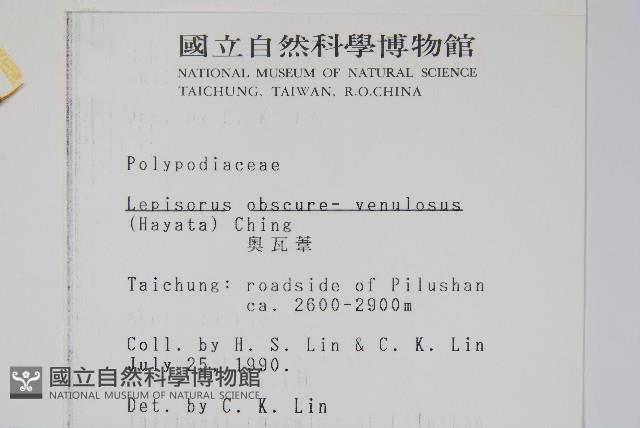 國立自然科學博物館
NATIONAL MUSEUM OF NATURAL SCIENCE
TAICHUNG, TAIWAN, R.O.CHINA
Polypodiaceae
Lepisorus obscure- venulosus
(Hayata) Ching
奧瓦葦
Taichung: roadside of Pilushan
ca. 2600-2900m
Coll. by H. S. Lin & C. K. Lin
July 25, 1990.
國立自然科學博物館
NATIONAL MUSEUM OF NATURAL SCIENCE
Det. by C. K. Lin